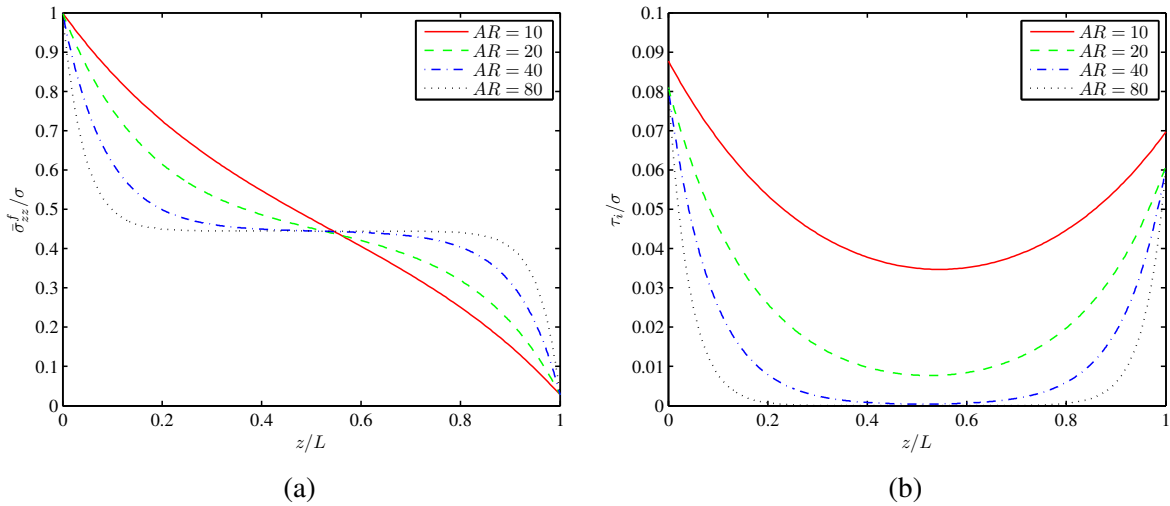 1
0.9
0.8
0.7
0.6
0.5
0.4
0.3
0.2
0.1
0
0 0.2 0.4 0.6 0.8 1
z/L
σ̄ᶠ_zz/σ
AR = 10
AR = 20
AR = 40
AR = 80
(a)
0.1
0.09
0.08
0.07
0.06
0.05
0.04
0.03
0.02
0.01
0
0 0.2 0.4 0.6 0.8 1
z/L
τᵢ/σ
AR = 10
AR = 20
AR = 40
AR = 80
(b)